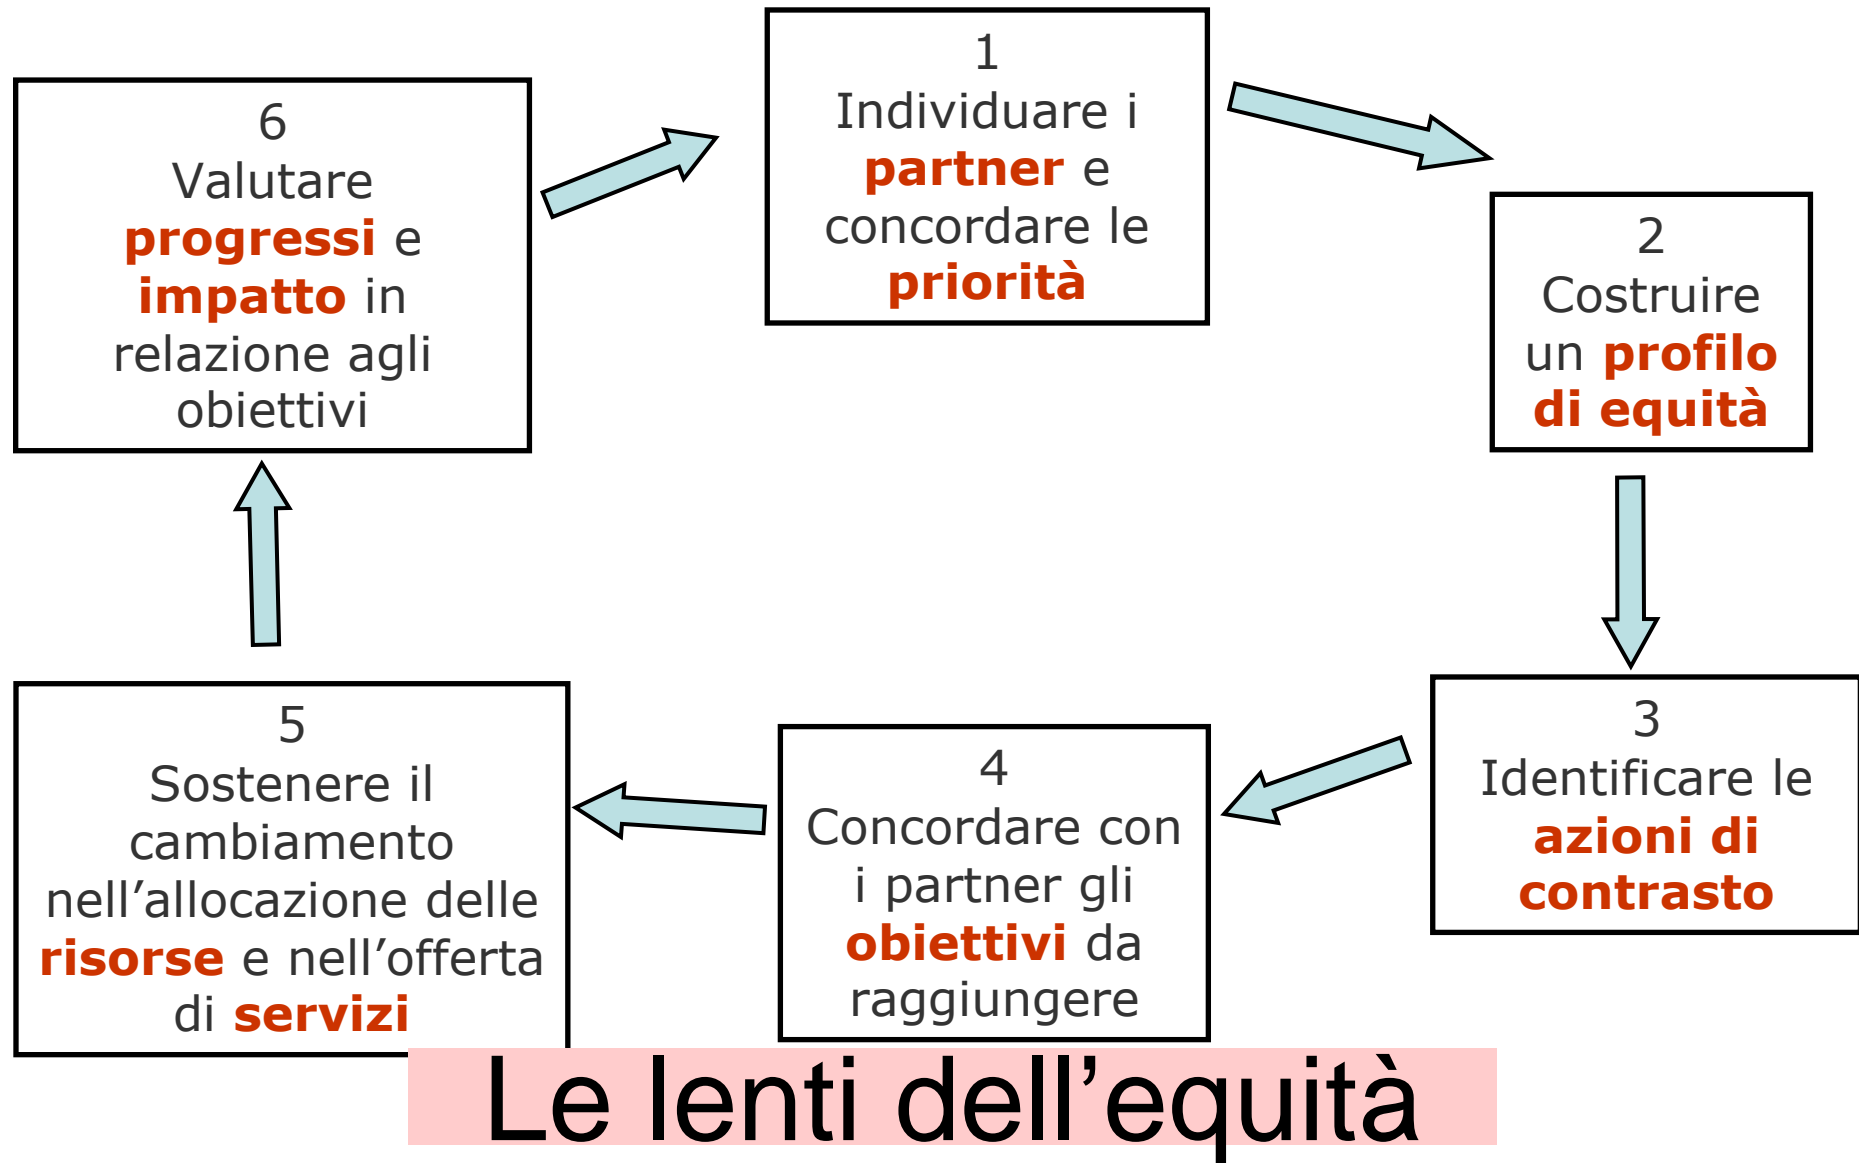 1
Individuare i
partner e
concordare le
priorità
2
Costruire
un profilo
di equità
3
Identificare le
azioni di
contrasto
4
Concordare con
i partner gli
obiettivi da
raggiungere
5
Sostenere il
cambiamento
nell’allocazione delle
risorse e nell’offerta
di servizi
6
Valutare
progressi e
impatto in
relazione agli
obiettivi
Le lenti dell’equità